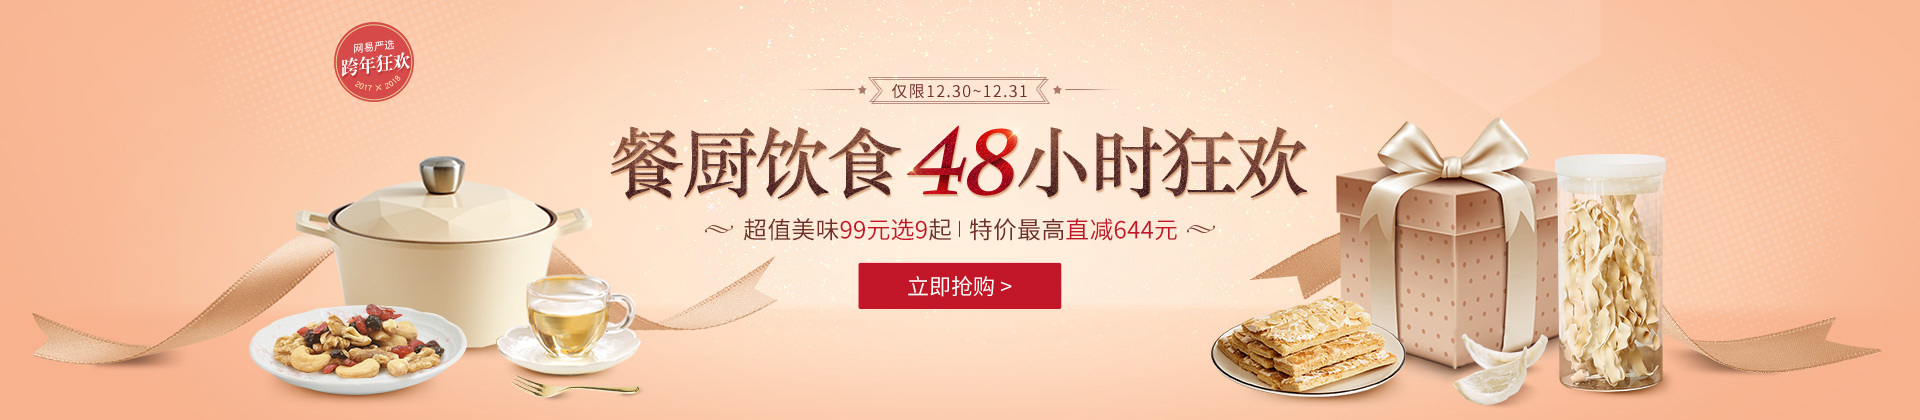 网易严选
跨年狂欢
2017 × 2018
仅限12.30~12.31
餐厨饮食48小时狂欢
超值美味99元选9起 | 特价最高直减644元
立即抢购 >